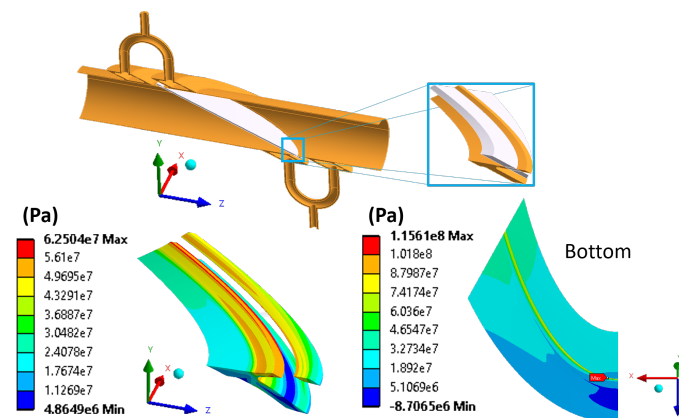 Y
X
Z
(Pa)
6.2504e7 Max
5.61e7
4.9695e7
4.3291e7
3.6887e7
3.0482e7
2.4078e7
1.7674e7
1.1269e7
4.8649e6 Min
Y
X
Z
(Pa)
1.1561e8 Max
1.018e8
8.7987e7
7.4174e7
6.036e7
4.6547e7
3.2734e7
1.892e7
5.1069e6
-8.7065e6 Min
Bottom
Max
X